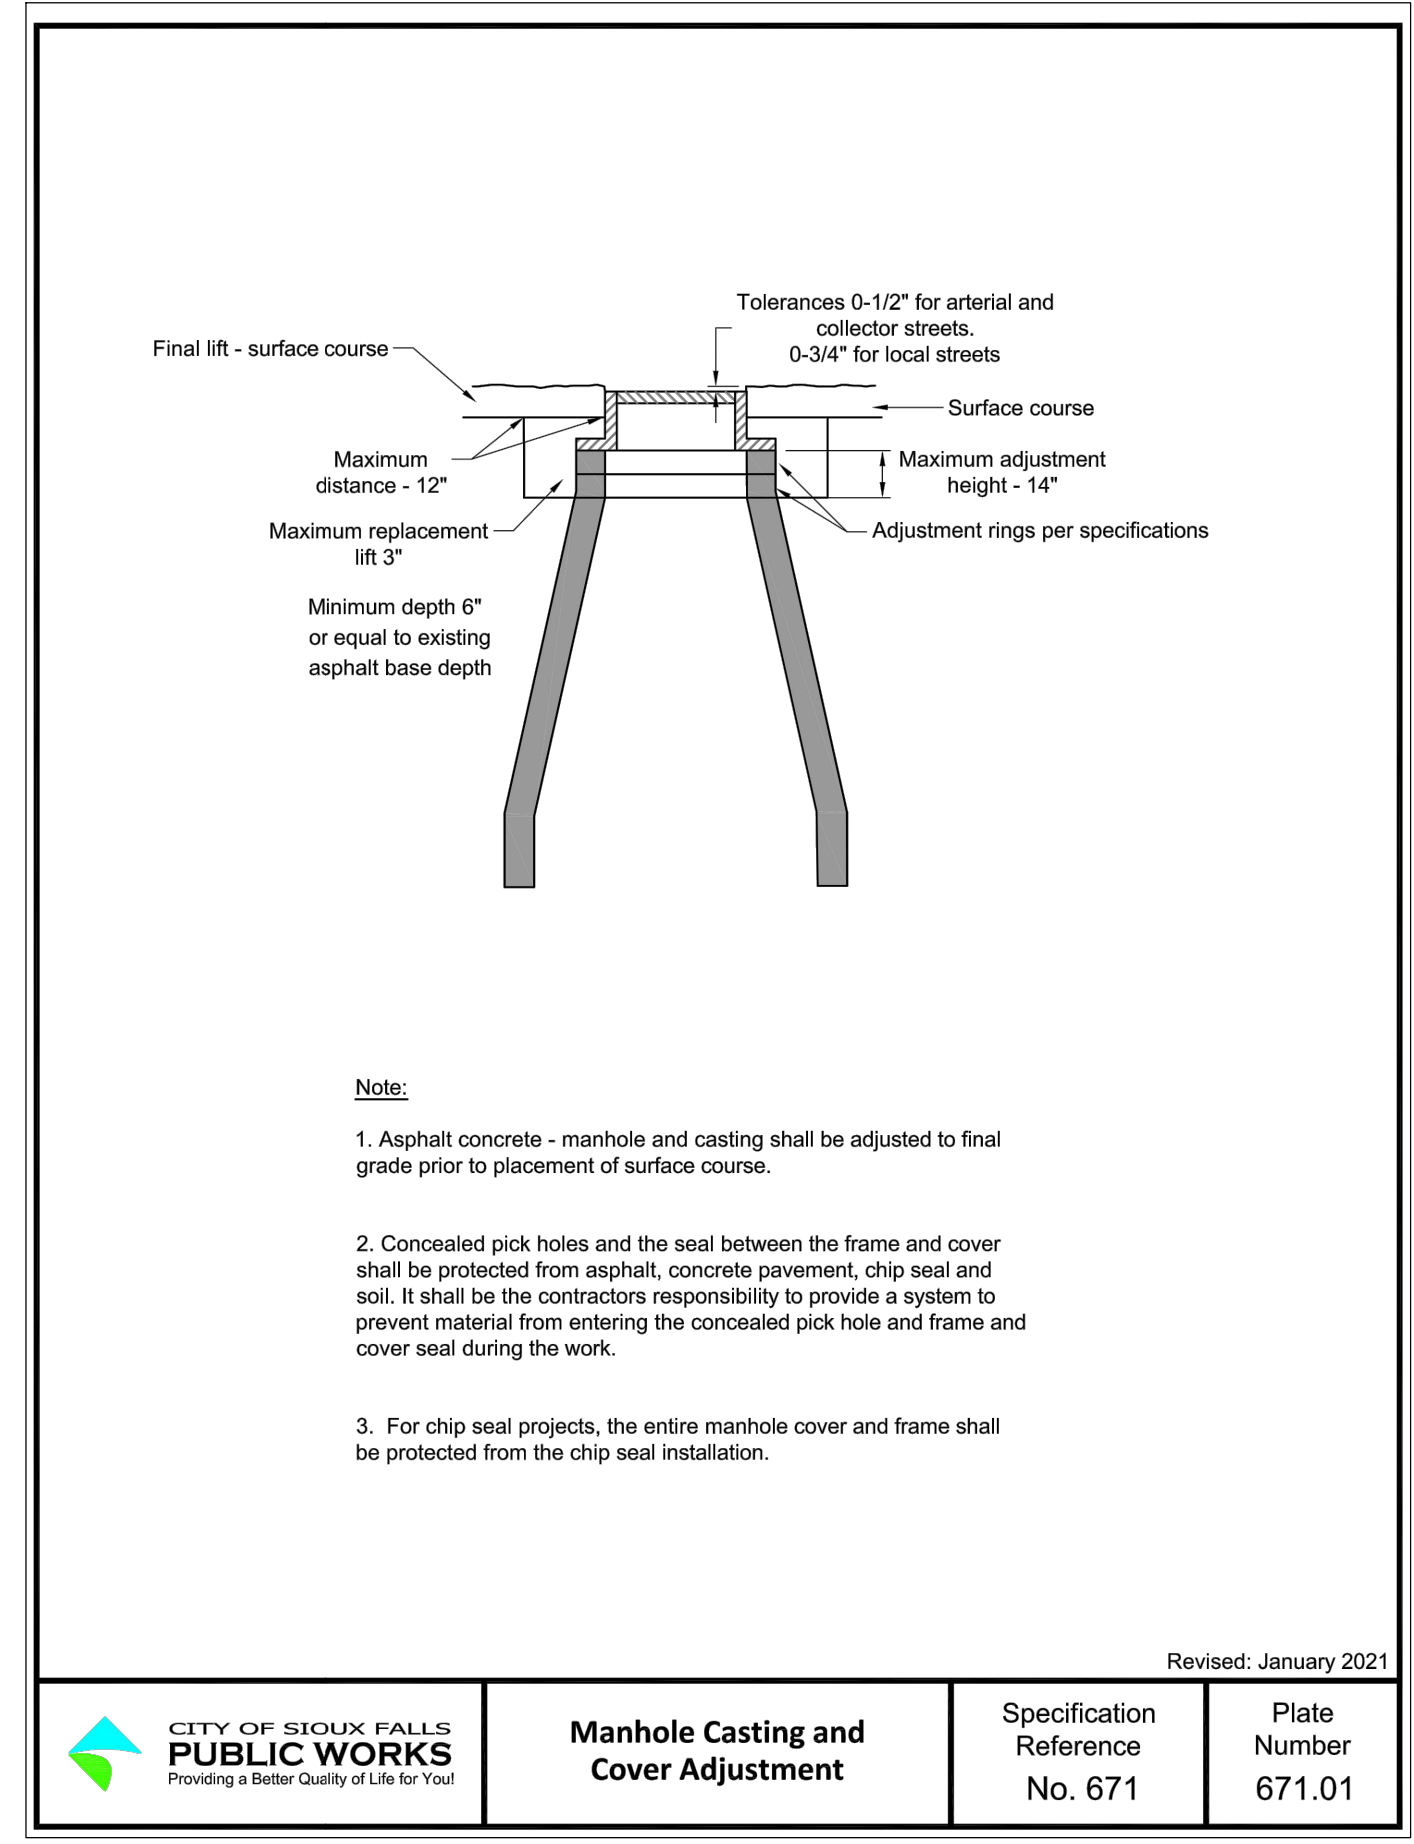 Tolerances 0-1/2" for arterial and
collector streets.
0-3/4" for local streets
Final lift - surface course
Surface course
Maximum
distance - 12"
Maximum adjustment
height - 14"
Maximum replacement
lift 3"
Adjustment rings per specifications
Minimum depth 6"
or equal to existing
asphalt base depth
Note:
1. Asphalt concrete - manhole and casting shall be adjusted to final
grade prior to placement of surface course.
2. Concealed pick holes and the seal between the frame and cover
shall be protected from asphalt, concrete pavement, chip seal and
soil. It shall be the contractors responsibility to provide a system to
prevent material from entering the concealed pick hole and frame and
cover seal during the work.
3. For chip seal projects, the entire manhole cover and frame shall
be protected from the chip seal installation.
Revised: January 2021
CITY OF SIOUX FALLS
PUBLIC WORKS
Providing a Better Quality of Life for You!
Manhole Casting and
Cover Adjustment
Specification
Reference
No. 671
Plate
Number
671.01